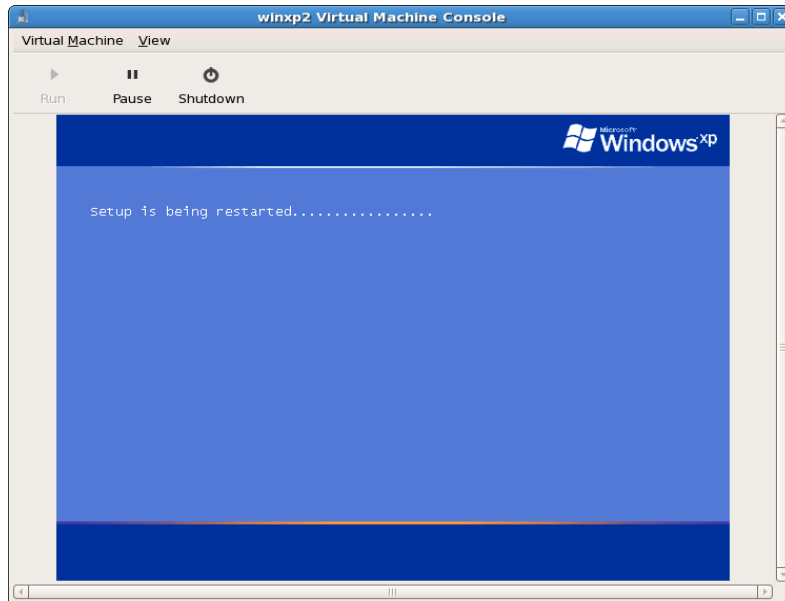 winxp2 Virtual Machine Console
Virtual Machine View
Run Pause Shutdown
Microsoft
Windows xp
Setup is being restarted.................